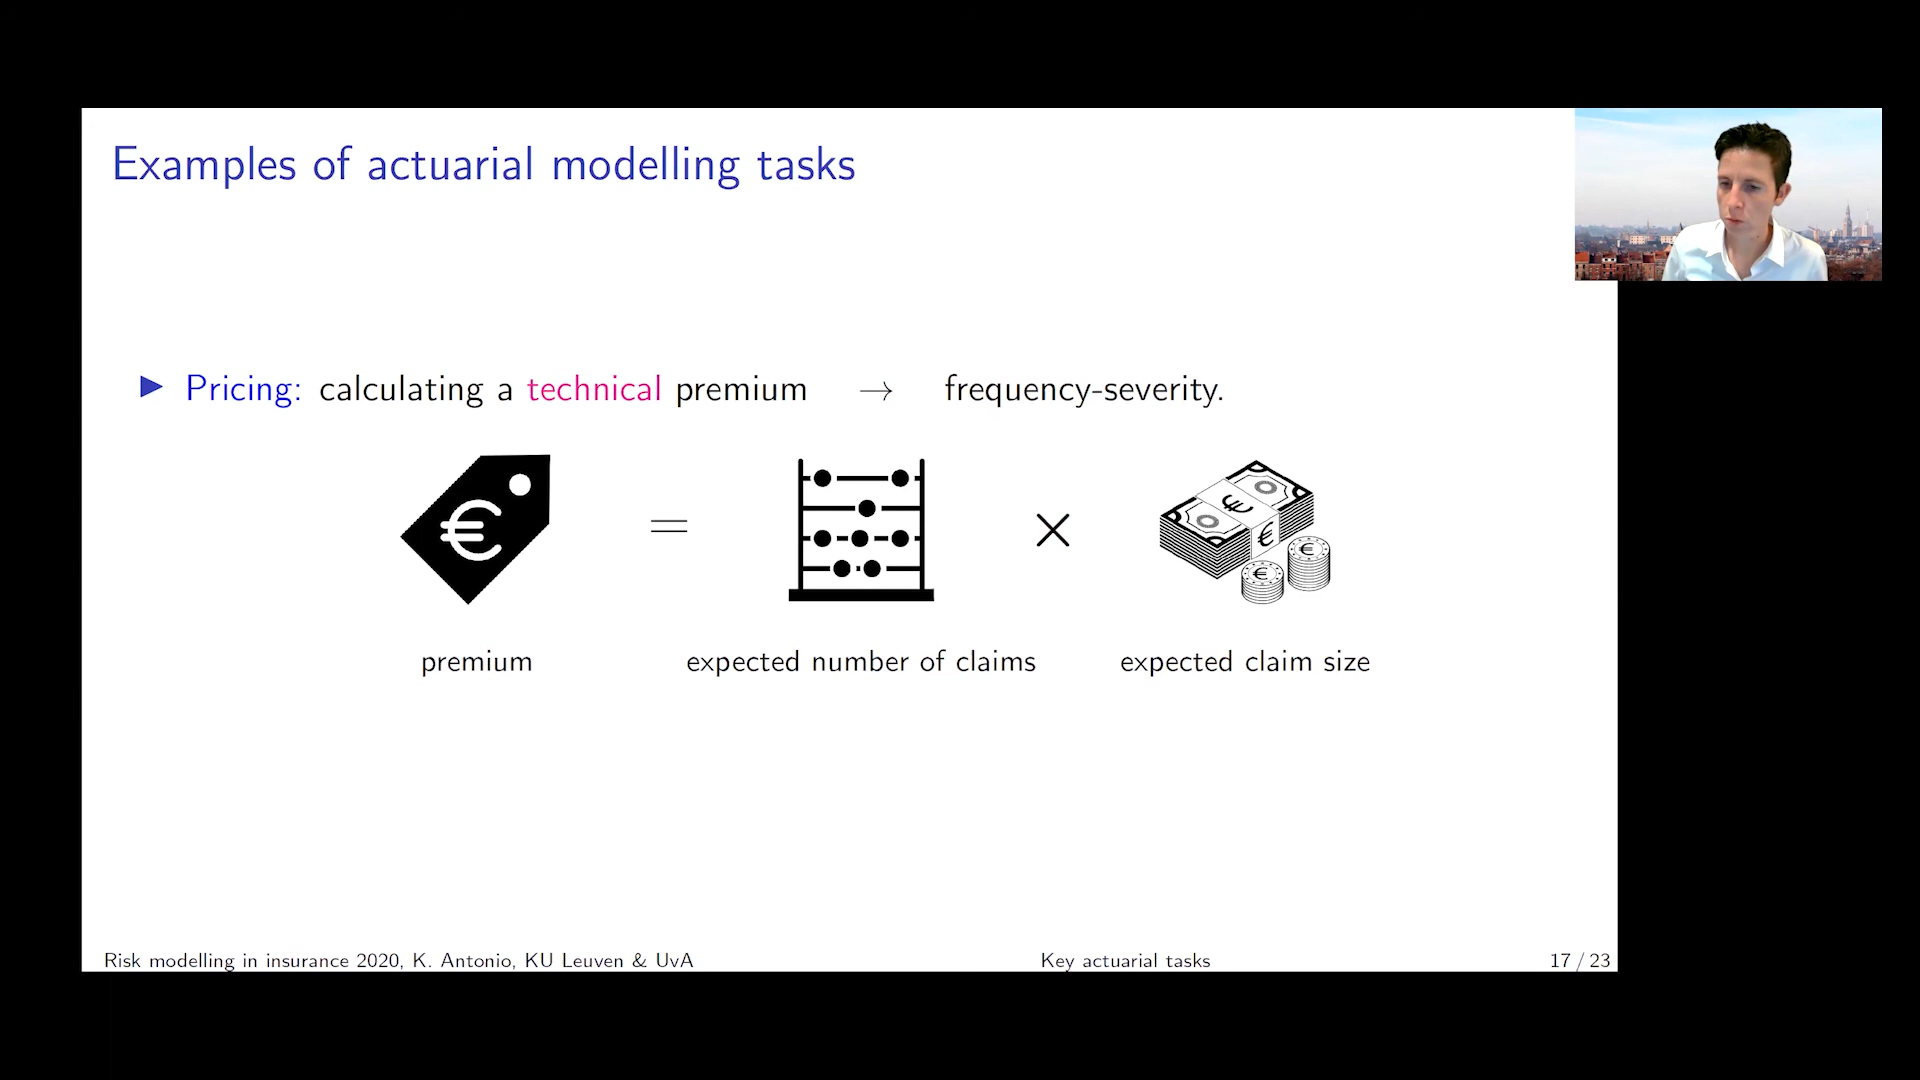 Examples of actuarial modelling tasks
▶ Pricing: calculating a technical premium → frequency-severity.
€ = × € €
€ €
premium expected number of claims expected claim size
Risk modelling in insurance 2020, K. Antonio, KU Leuven & UvA Key actuarial tasks 17 / 23